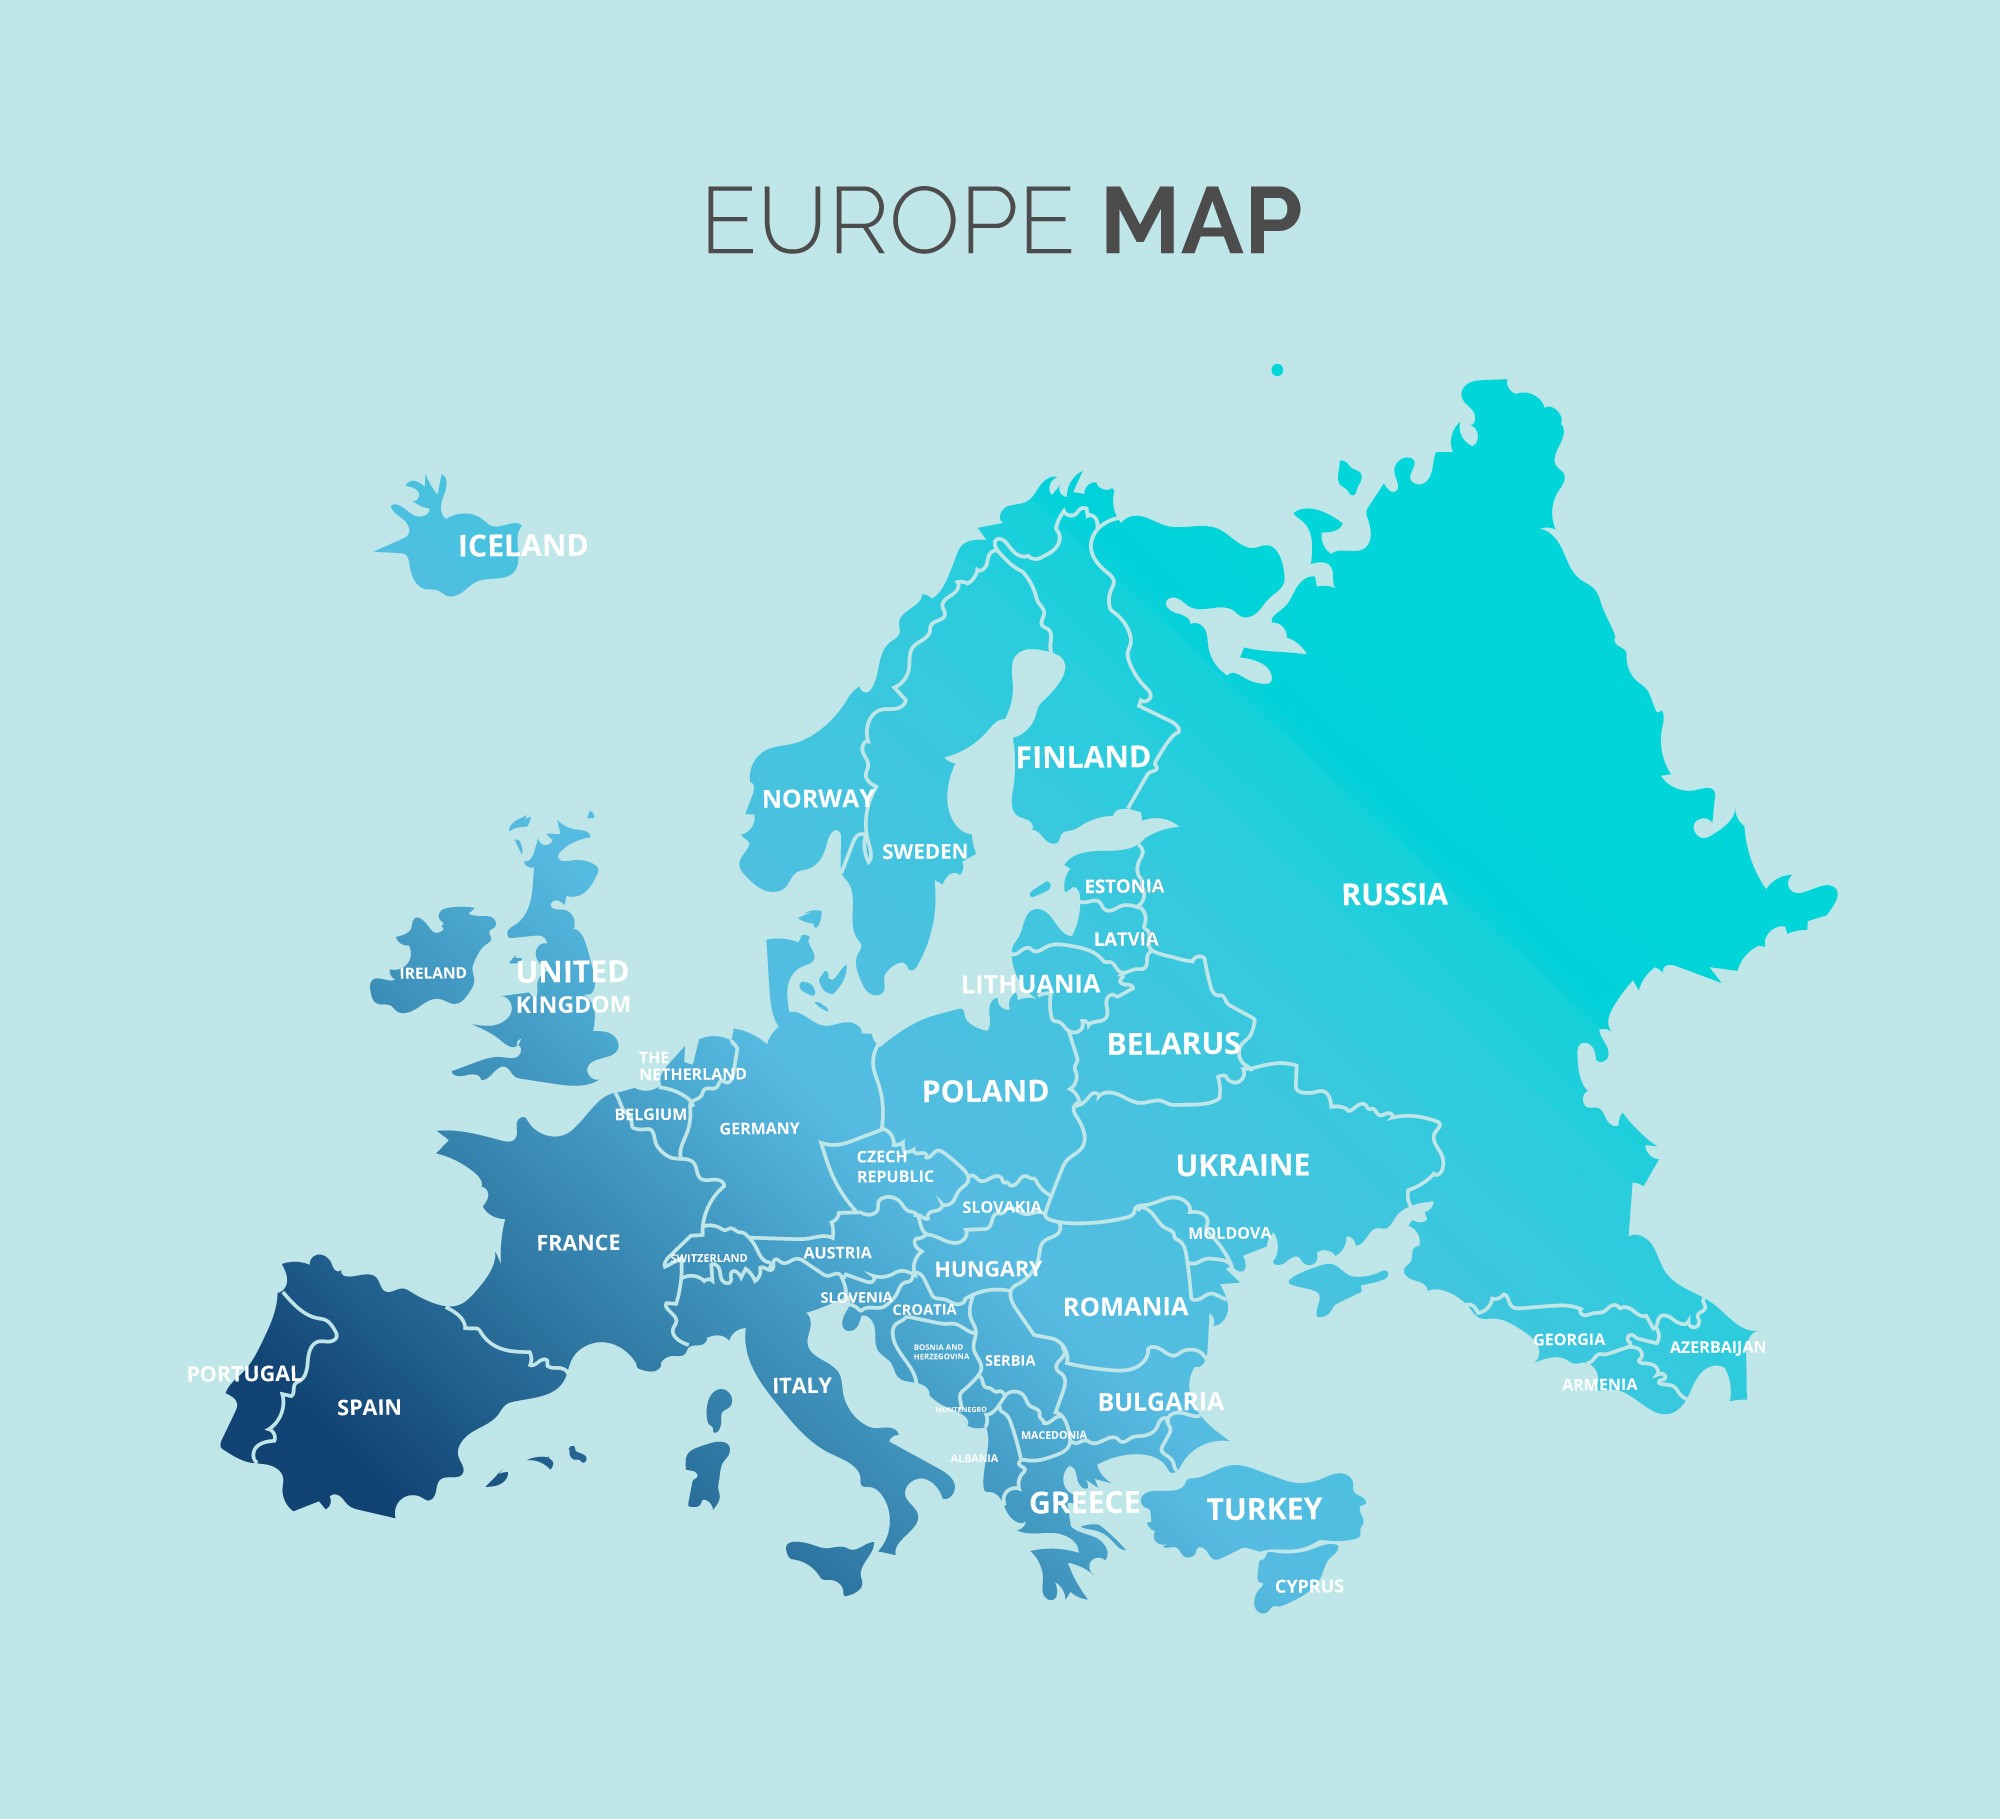 EUROPE MAP
ICELAND
FINLAND
NORWAY
SWEDEN
ESTONIA
RUSSIA
LATVIA
IRELAND
UNITED
KINGDOM
LITHUANIA
BELARUS
THE
NETHERLAND
POLAND
BELGIUM
GERMANY
CZECH
REPUBLIC
UKRAINE
SLOVAKIA
MOLDOVA
FRANCE
SWITZERLAND
AUSTRIA
HUNGARY
SLOVENIA
CROATIA
ROMANIA
GEORGIA
AZERBAIJAN
BOSNIA AND
HERZEGOVINA
SERBIA
PORTUGAL
SPAIN
ITALY
ARMENIA
BULGARIA
MONTENEGRO
MACEDONIA
ALBANIA
GREECE
TURKEY
CYPRUS